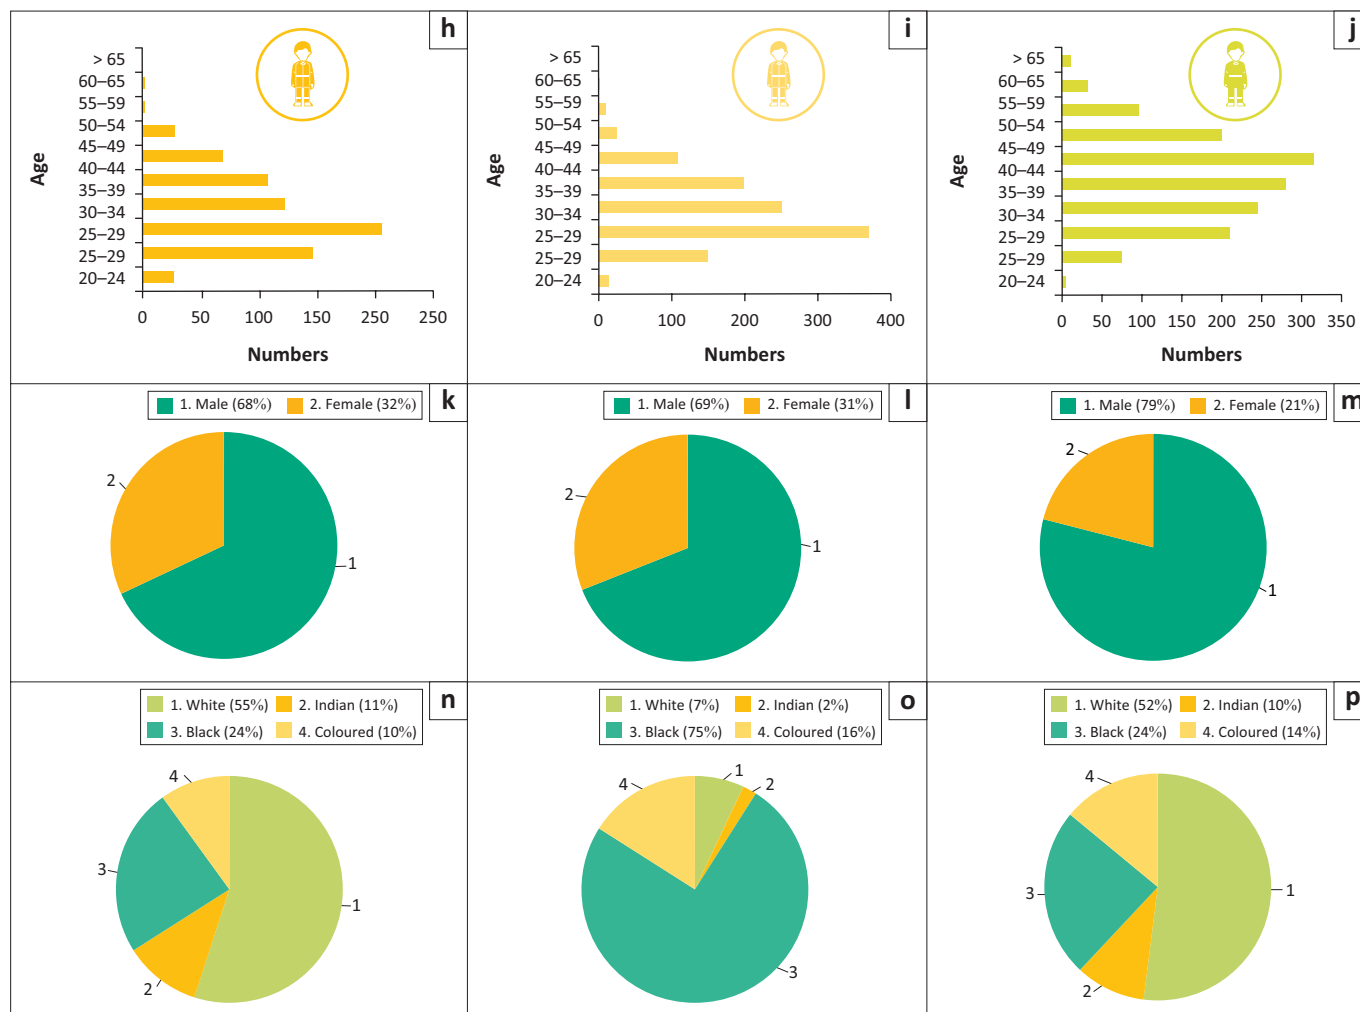 h
> 65
60–65
55–59
50–54
45–49
40–44
35–39
30–34
25–29
25–29
20–24
Age
0 50 100 150 250 250
Numbers
i
> 65
60–65
55–59
50–54
45–49
40–44
35–39
30–34
25–29
25–29
20–24
Age
0 100 200 300 400
Numbers
j
> 65
60–65
55–59
50–54
45–49
40–44
35–39
30–34
25–29
25–29
20–24
Age
0 50 100 150 200 250 300 350
Numbers
k
1. Male (68%) 2. Female (32%)
2
1
l
1. Male (69%) 2. Female (31%)
2
1
m
1. Male (79%) 2. Female (21%)
2
1
n
1. White (55%) 2. Indian (11%)
3. Black (24%) 4. Coloured (10%)
4
3
1
2
o
1. White (7%) 2. Indian (2%)
3. Black (75%) 4. Coloured (16%)
1
4 2
3
p
1. White (52%) 2. Indian (10%)
3. Black (24%) 4. Coloured (14%)
4
3 1
2